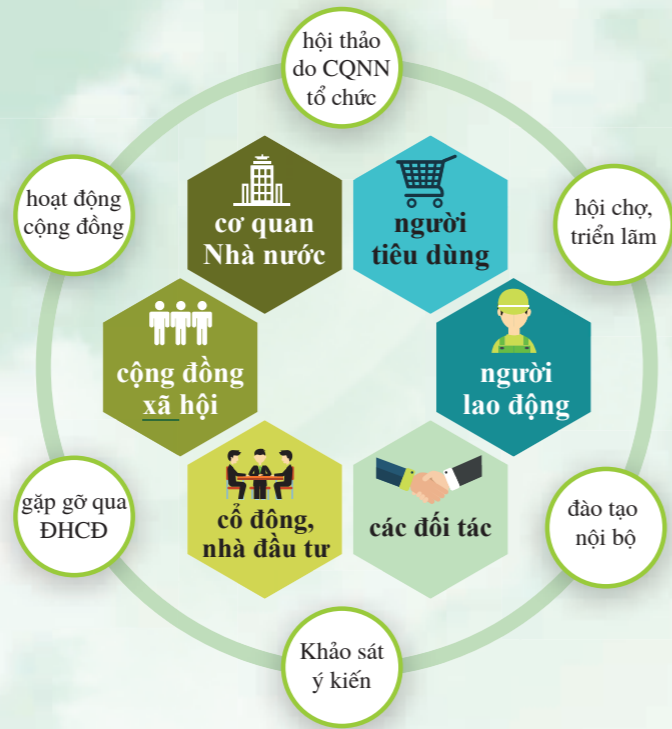 hội thảo
do CQNN
tổ chức
hoạt động
cộng đồng
cơ quan
Nhà nước
người
tiêu dùng
hội chợ,
triển lãm
cộng đồng
xã hội
người
lao động
gặp gỡ qua
ĐHCĐ
cổ đông,
nhà đầu tư
các đối tác
đào tạo
nội bộ
Khảo sát
ý kiến